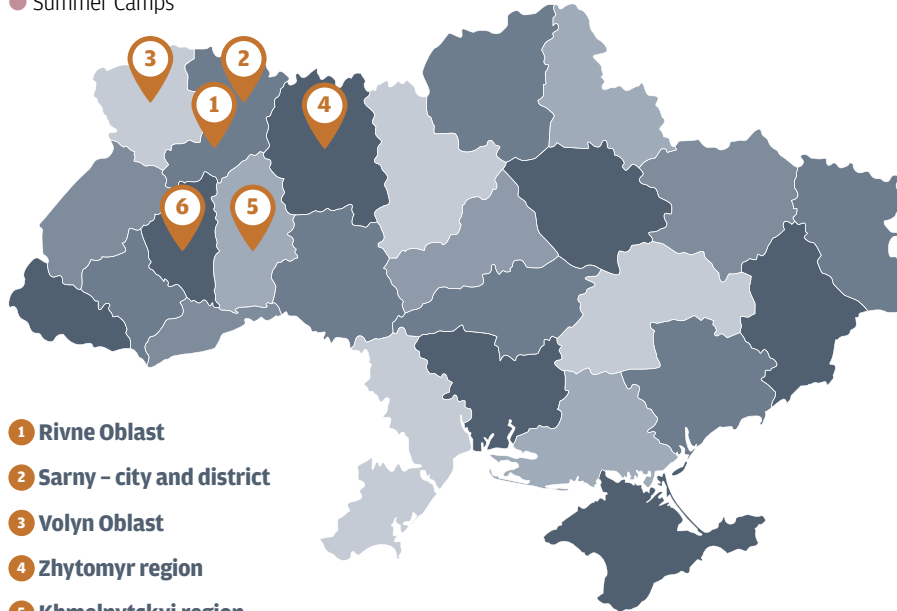 Summer Camps
3
2
1
4
6
5
1 Rivne Oblast
2 Sarny – city and district
3 Volyn Oblast
4 Zhytomyr region
5 Khmelnytskyi region